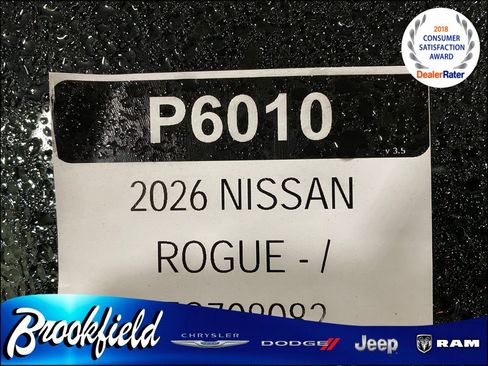 2018
CONSUMER
SATISFACTION
AWARD
DealerRater
P6010
v 3.5
2026 NISSAN
ROGUE - /
Brookfield
CHRYSLER
DODGE
Jeep
RAM